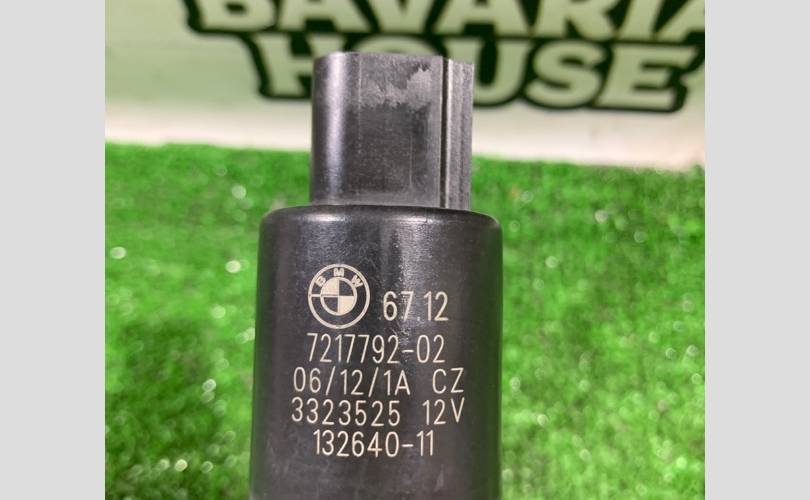 BAVARIA
HOUSE
BMW
67.12
7217792-02
06/12/1A CZ
3323525 12V
132640-11